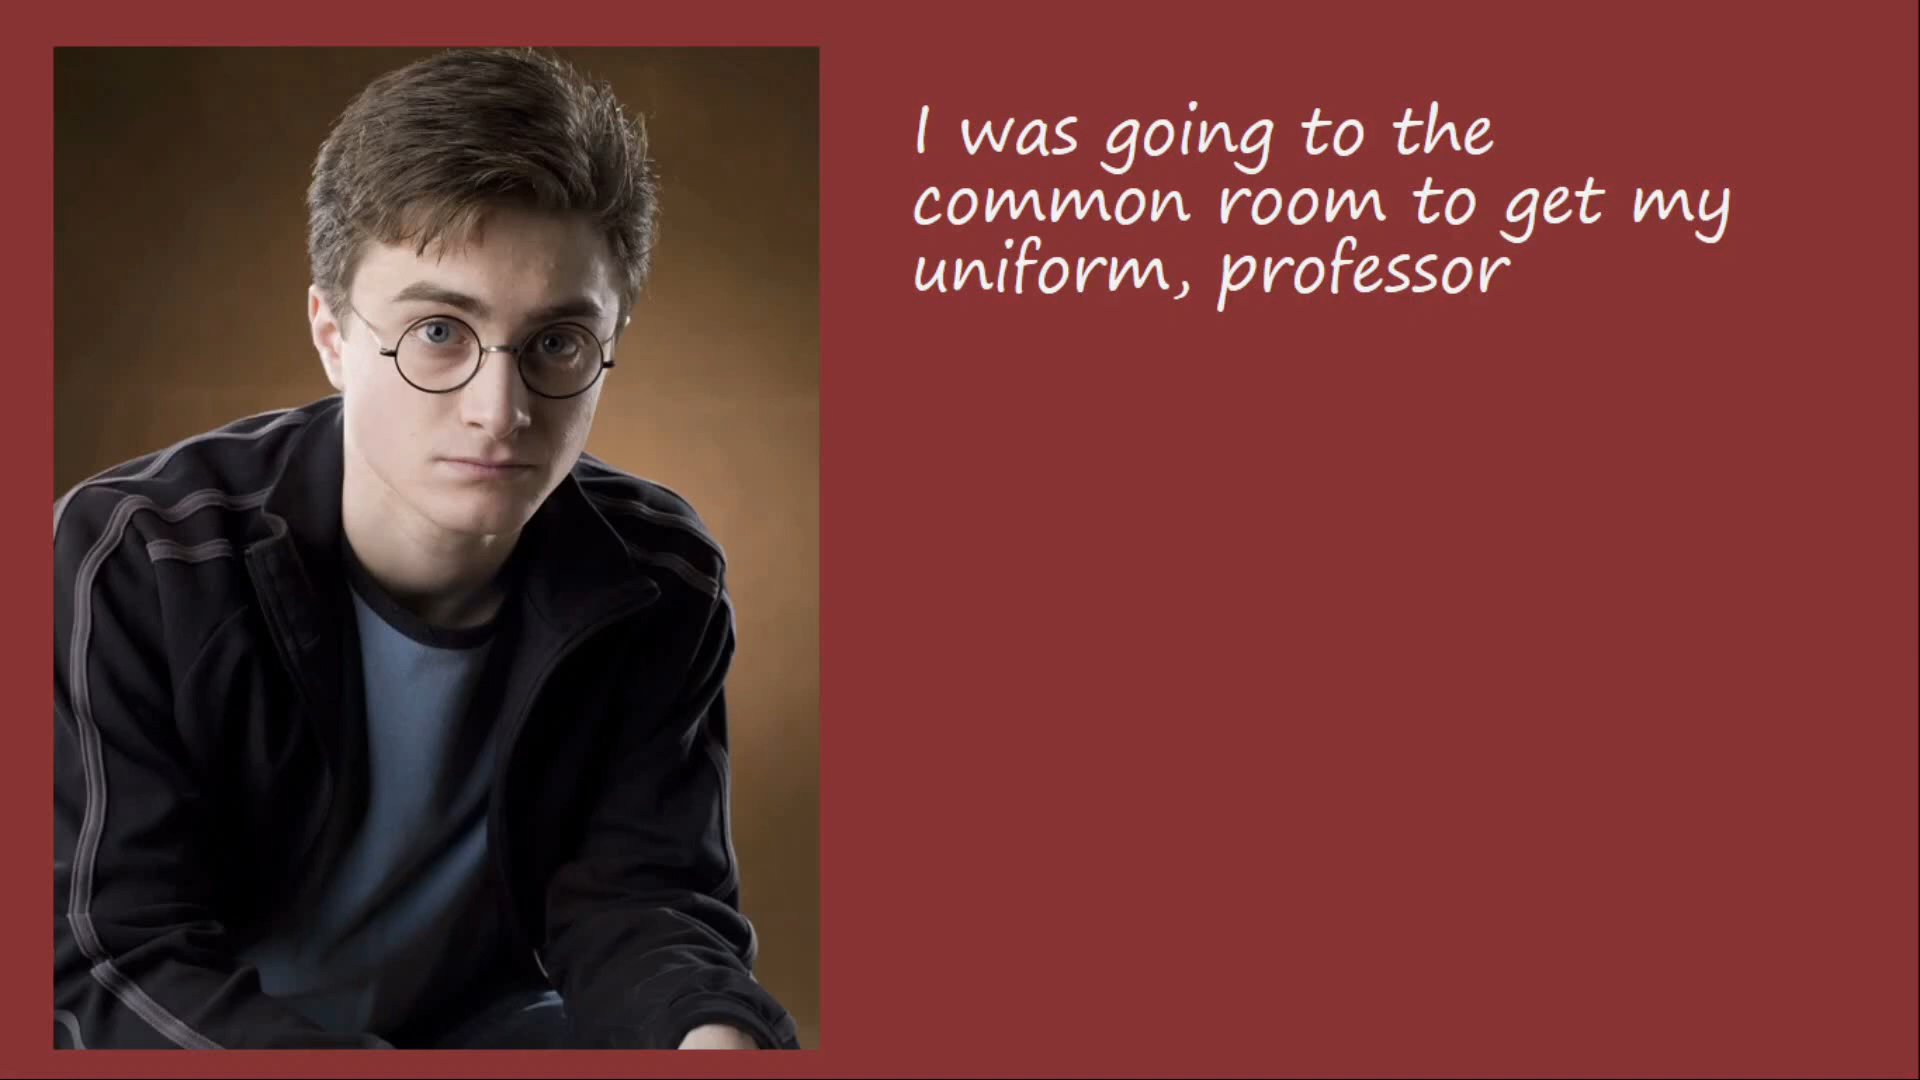 I was going to the
common room to get my
uniform, professor